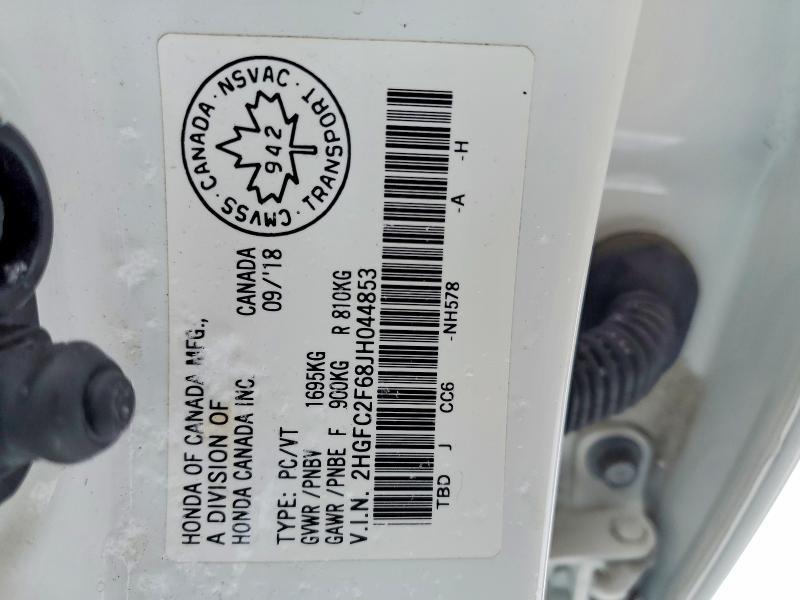 HONDA OF CANADA MFG.,
A DIVISION OF
HONDA CANADA INC.
CANADA
09/'18
CMVSS · CANADA · NSVAC · TRANSPORT ·
942
TYPE: PC/VT
GVWR /PNBV 1695KG
GAWR /PNBE F 900KG R 810KG
V.I.N. 2HGFC2F68JH044853
TBD J CC6 -NH578 -A -H